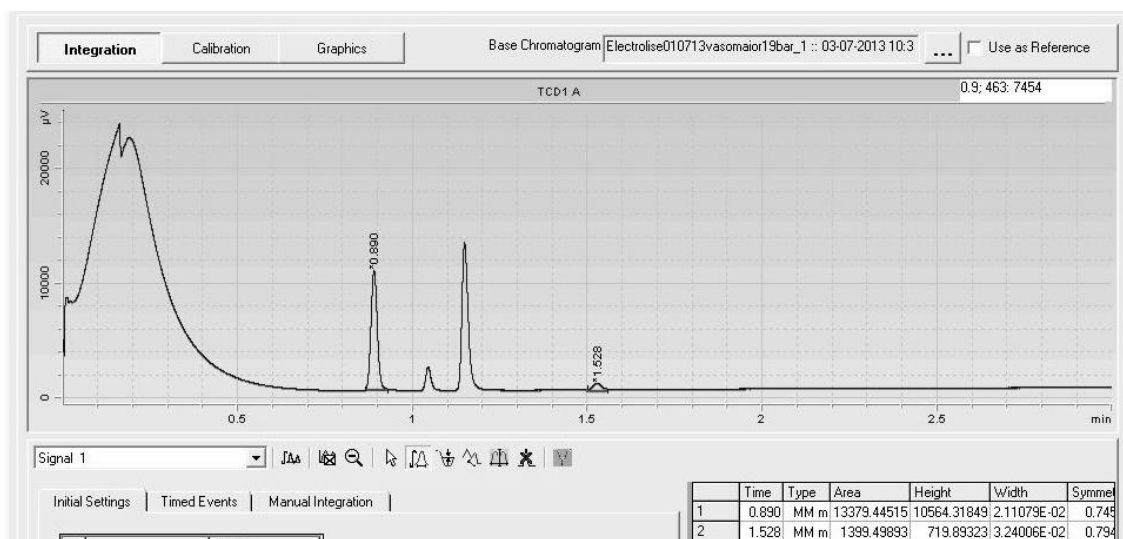 Integration Calibration Graphics Base Chromatogram Electrolise010713vasomaior19bar_1 :: 03-07-2013 10:3 ... Use as Reference
TCD1 A 0.9; 463: 7454
µV
20000
10000
0
*0.890
*1.528
0.5 1 1.5 2 2.5 min
Signal 1
Initial Settings Timed Events Manual Integration
Time Type Area Height Width Symmet
1 0.890 MM m 13379.44515 10564.31849 2.11079E-02 0.745
2 1.528 MM m 1399.49893 719.89323 3.24006E-02 0.794